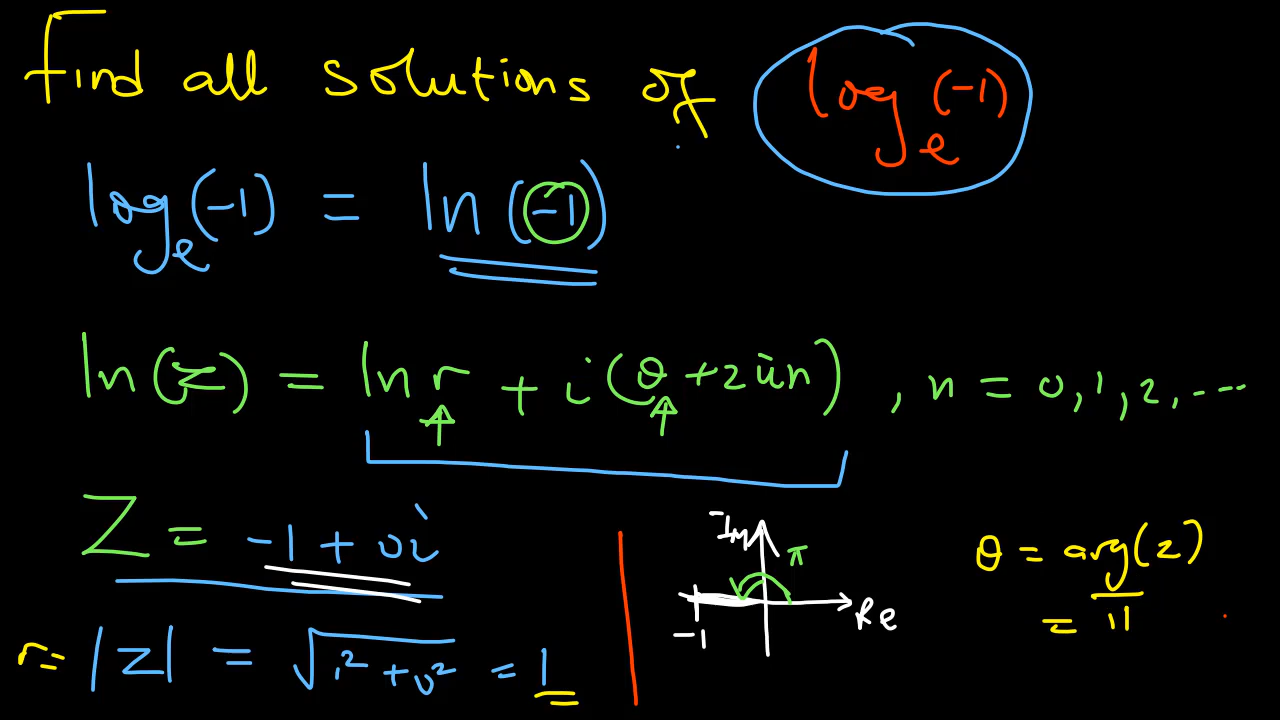 Find all solutions of log_e (-1)
log_e (-1) = ln (-1)
ln (z) = ln r + i (θ + 2πn) , n = 0, 1, 2, ...
Z = -1 + 0i
r = |z| = √(1² + 0²) = 1
Im
π
Re
-1
θ = arg(z)
= π